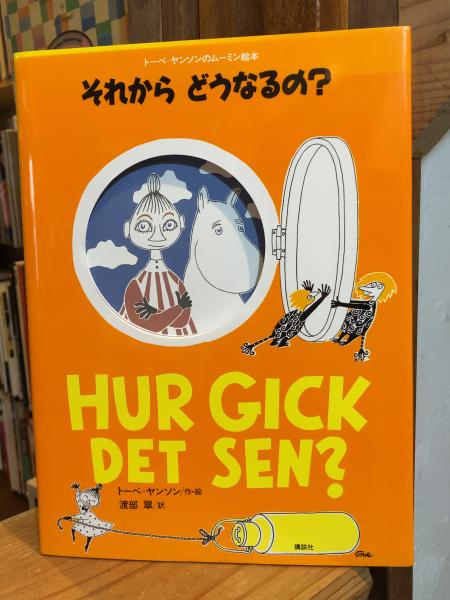 トーベ=ヤンソンのムーミン絵本
それから どうなるの?
HUR GICK
DET SEN?
トーベ=ヤンソン/作・絵
渡部 翠/訳
講談社
Tove